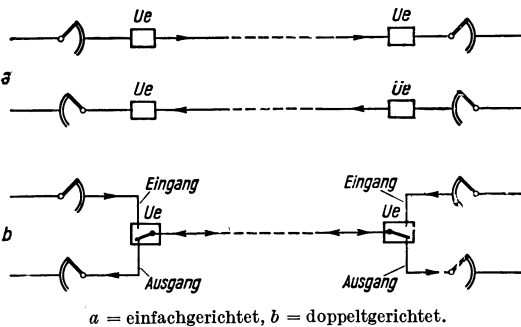 Ue Ue
a
Ue Üe
Eingang Eingang
Ue Ue
b
Ausgang Ausgang
a = einfachgerichtet, b = doppeltgerichtet.